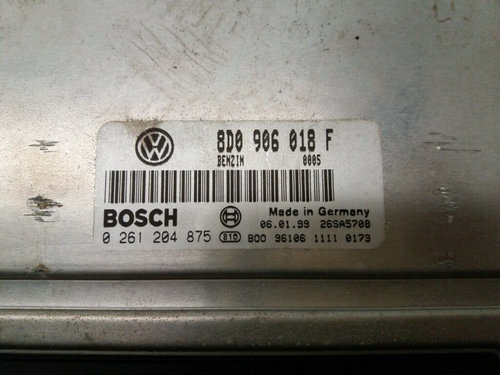 8D0 906 018 F
BENZIN 0005
BOSCH
Made in Germany
06.01.99 26SA5708
0 261 204 875 S10 800 96106 1111 0173